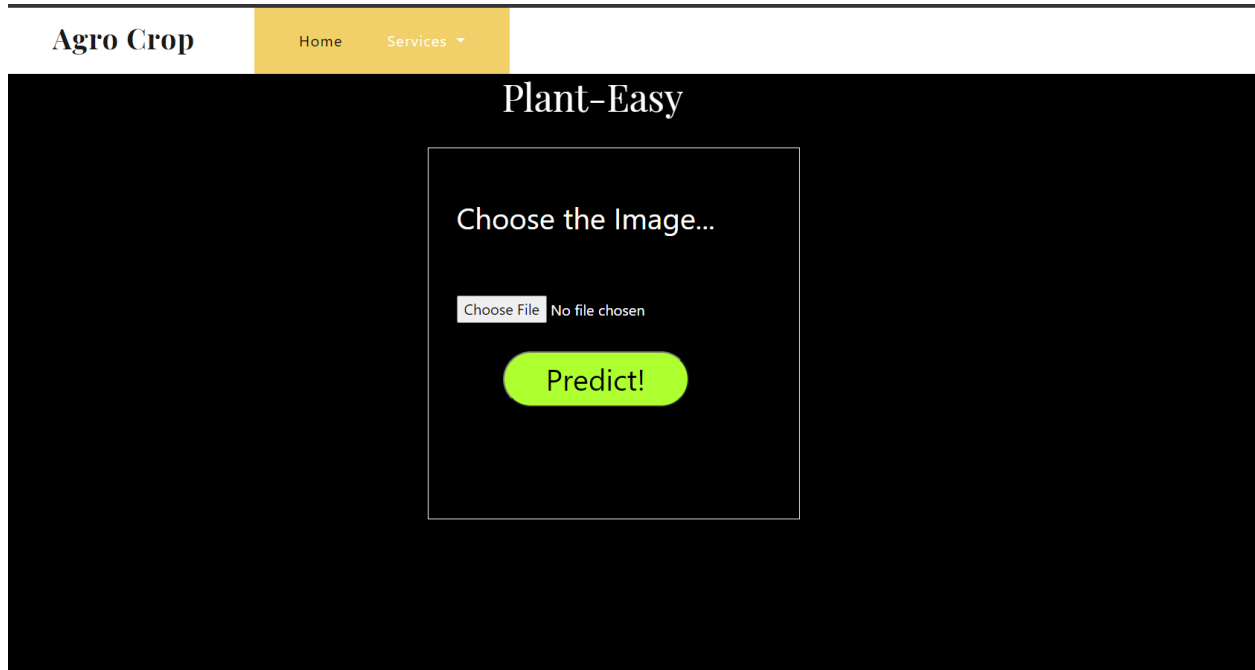 Agro Crop Home Services
Plant-Easy
Choose the Image...
Choose File No file chosen
Predict!